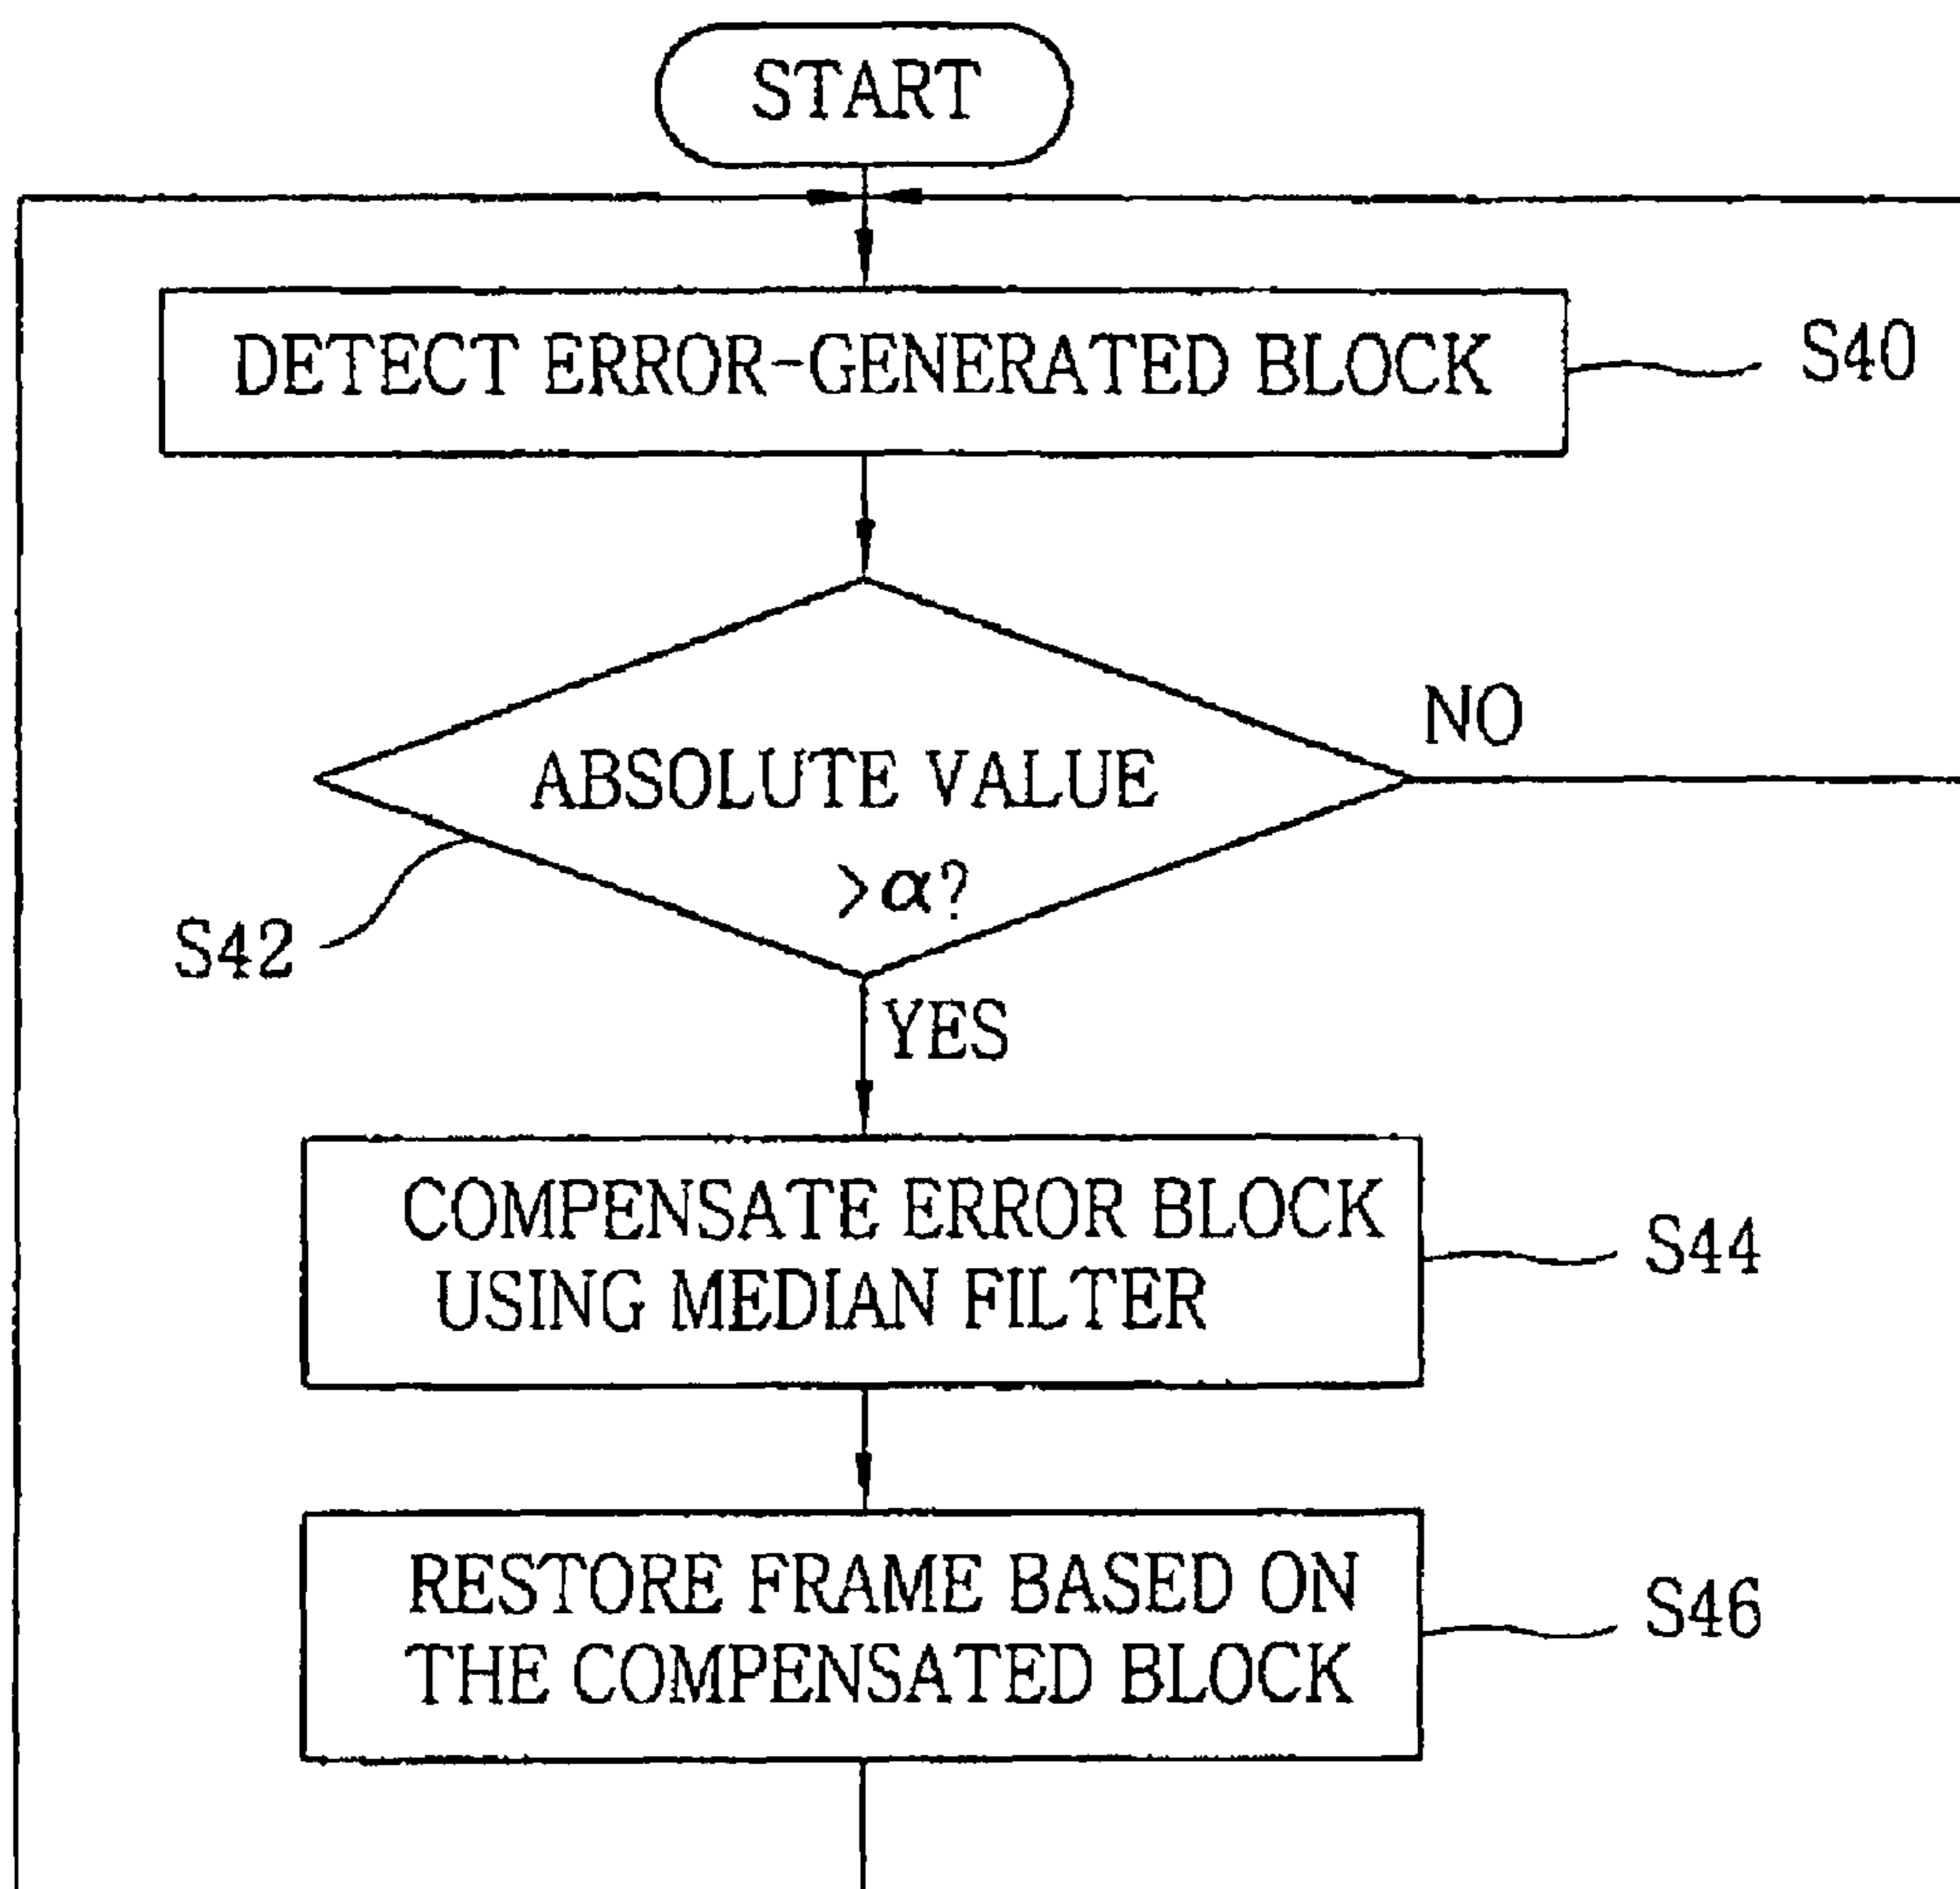 START
DETECT ERROR-GENERATED BLOCK
S40
ABSOLUTE VALUE
>α?
NO
S42
YES
COMPENSATE ERROR BLOCK
USING MEDIAN FILTER
S44
RESTORE FRAME BASED ON
THE COMPENSATED BLOCK
S46